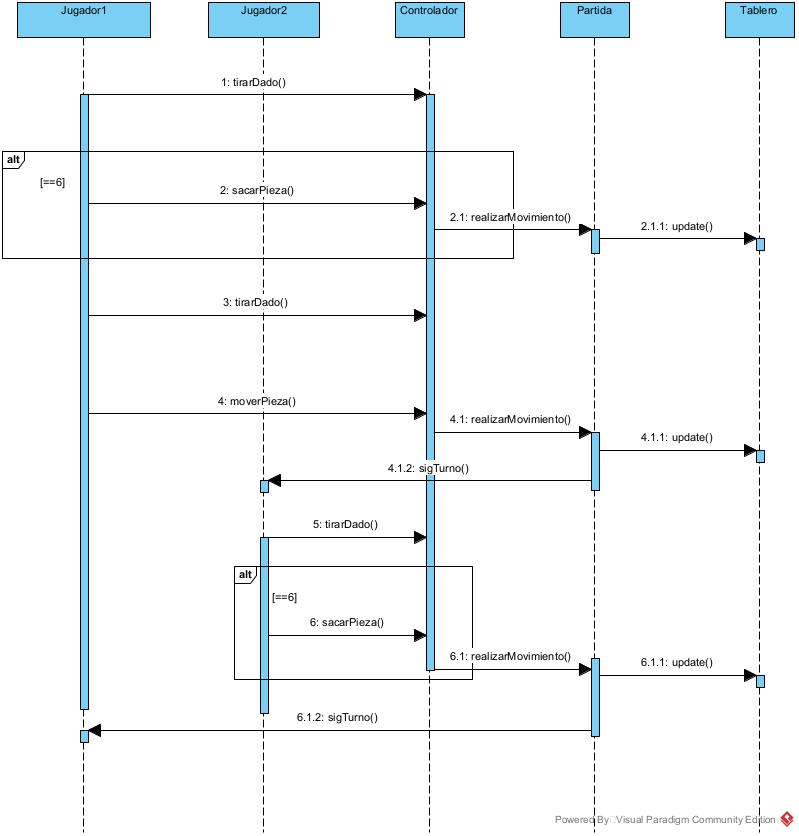 Jugador1
Jugador2
Controlador
Partida
Tablero
1: tirarDado()
alt
[==6]
2: sacarPieza()
2.1: realizarMovimiento()
2.1.1: update()
3: tirarDado()
4: moverPieza()
4.1: realizarMovimiento()
4.1.1: update()
4.1.2: sigTurno()
5: tirarDado()
alt
[==6]
6: sacarPieza()
6.1: realizarMovimiento()
6.1.1: update()
6.1.2: sigTurno()
Powered By Visual Paradigm Community Edition